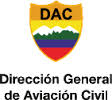 DAC
Dirección General
de Aviación Civil